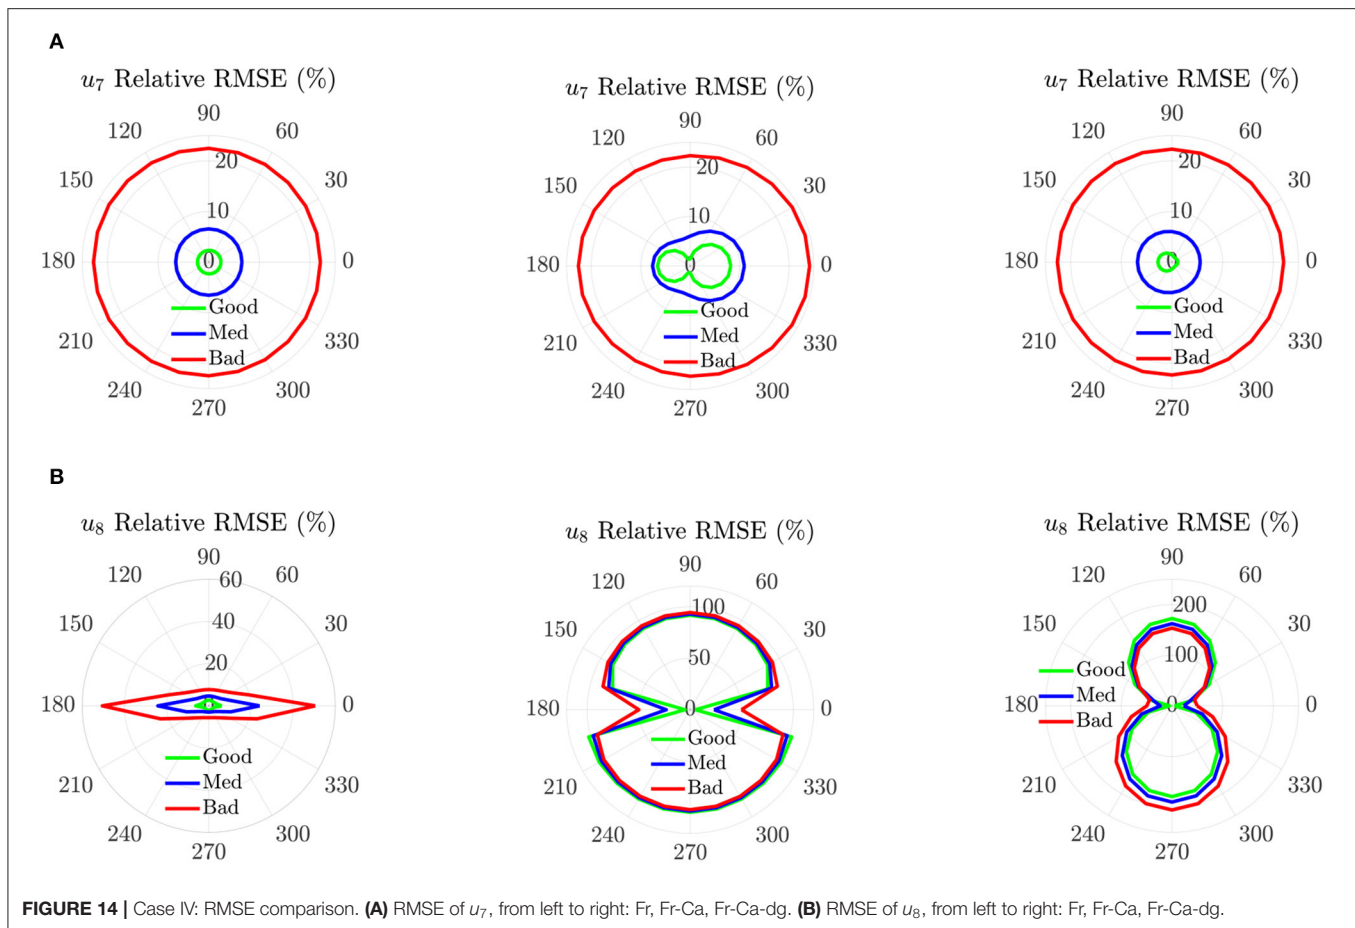 A
u7 Relative RMSE (%)
90
120 60
20
150 30
10
180 0 0
Good
Med
210 330
Bad
240 300
270
u7 Relative RMSE (%)
90
120 60
20
150 30
10
180 0 0
Good
Med
210 330
Bad
240 300
270
u7 Relative RMSE (%)
90
120 60
20
150 30
10
180 0 0
Good
Med
210 330
Bad
240 300
270
B
u8 Relative RMSE (%)
90
120 60 60
40
150 30
20
180 0 0
Good
Med
210 330
Bad
240 300
270
u8 Relative RMSE (%)
90
120 60
100
150 30
50
180 0 0
Good
Med
210 330
Bad
240 300
270
u8 Relative RMSE (%)
90
120 60
200
150 30
100
Good
Med
180 0 0
Bad
210 330
240 300
270
FIGURE 14 | Case IV: RMSE comparison. (A) RMSE of u7, from left to right: Fr, Fr-Ca, Fr-Ca-dg. (B) RMSE of u8, from left to right: Fr, Fr-Ca, Fr-Ca-dg.